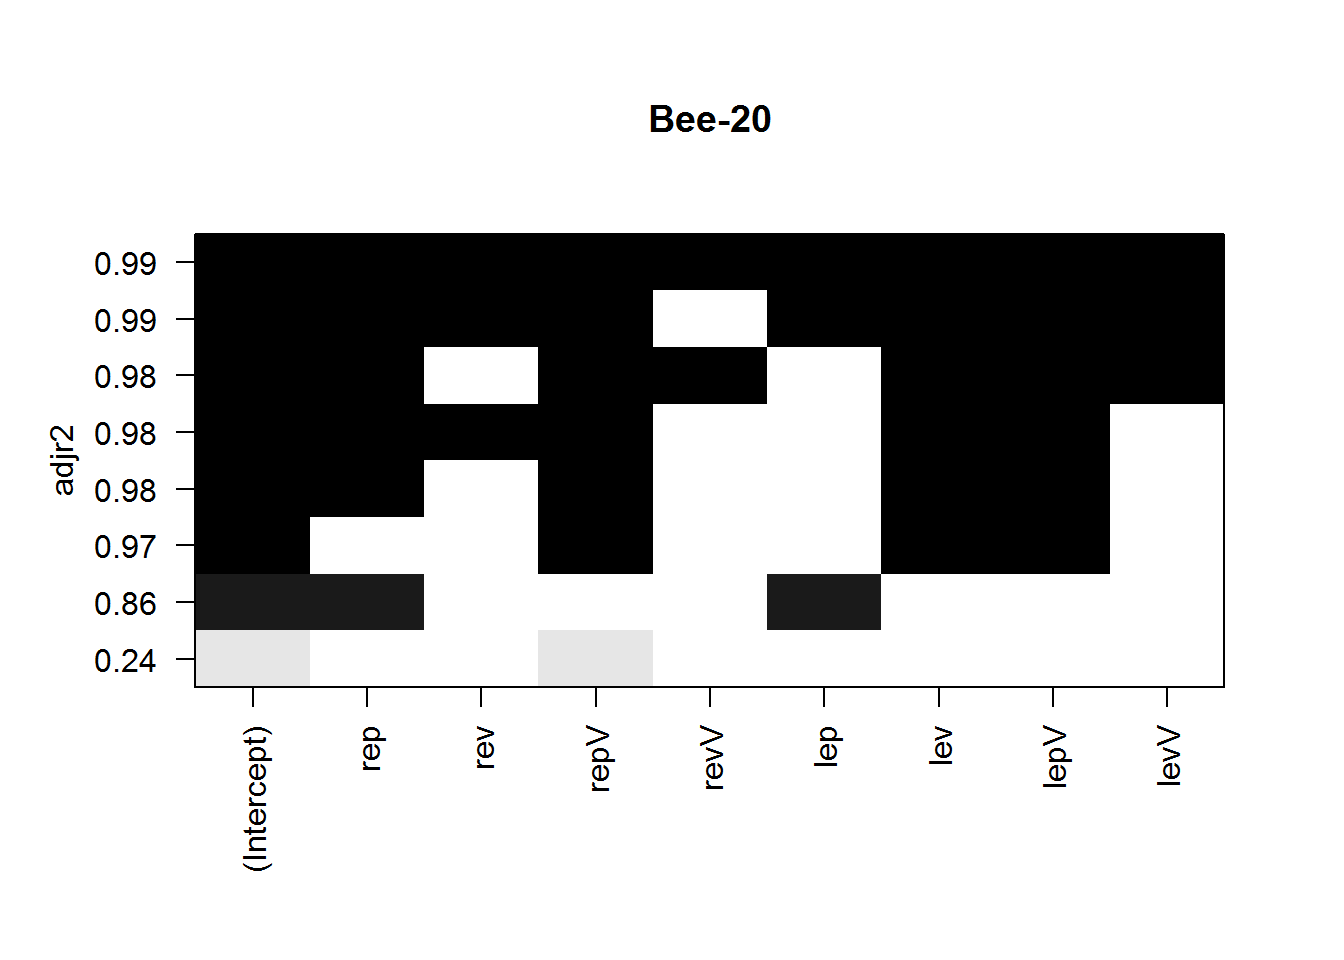 Bee-20
adjr2
0.99
0.99
0.98
0.98
0.98
0.97
0.86
0.24
(Intercept)
rep
rev
repV
revV
lep
lev
lepV
levV